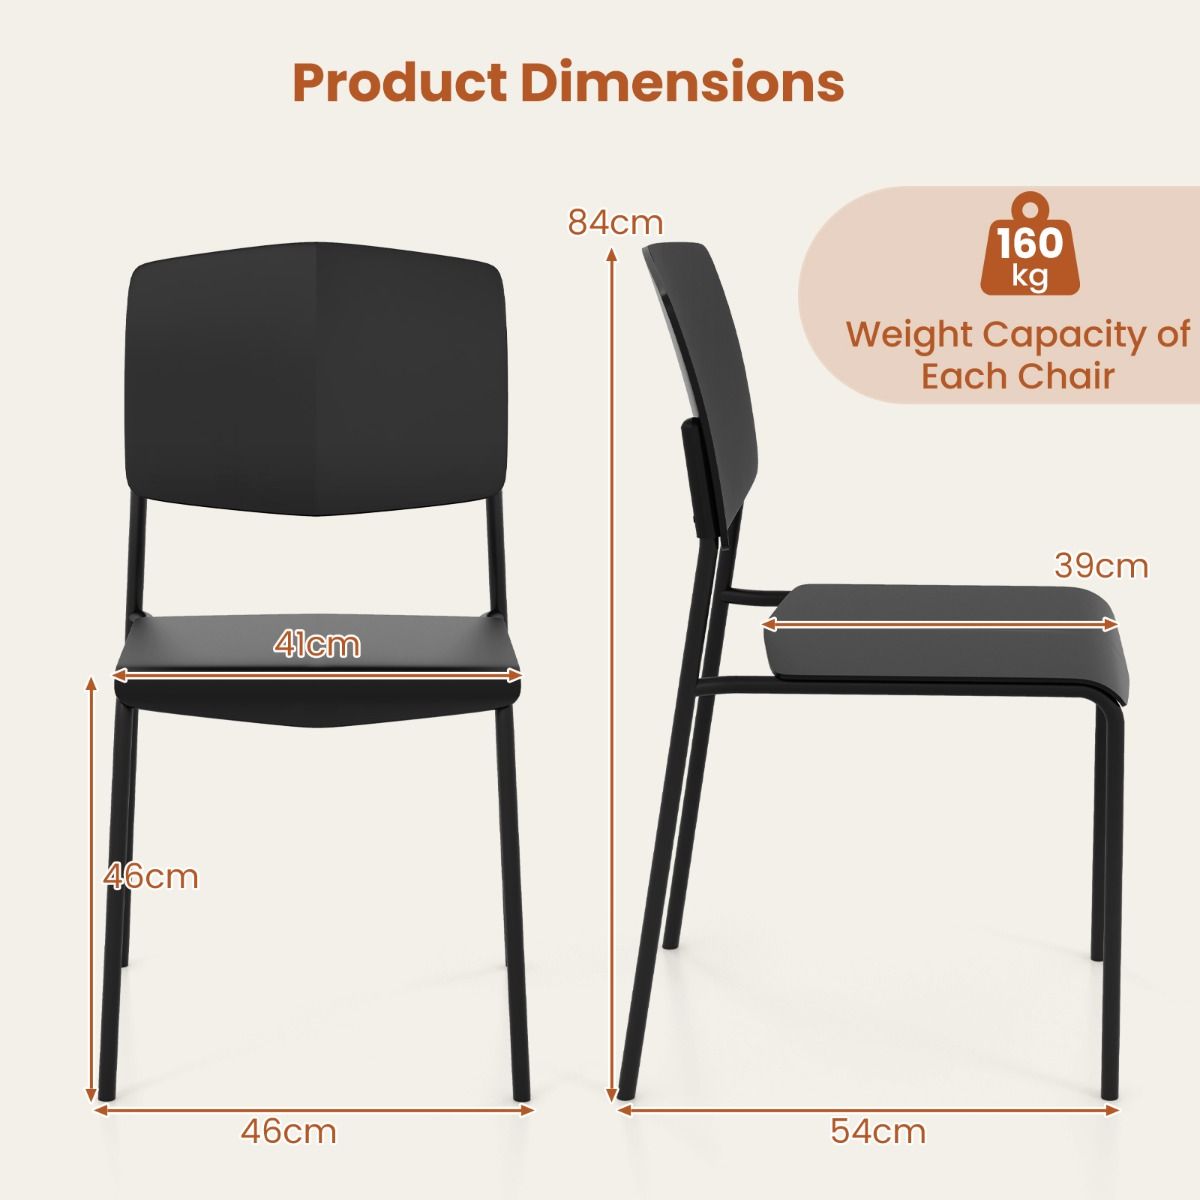 Product Dimensions
84cm
160
kg
Weight Capacity of
Each Chair
39cm
41cm
46cm
46cm
54cm